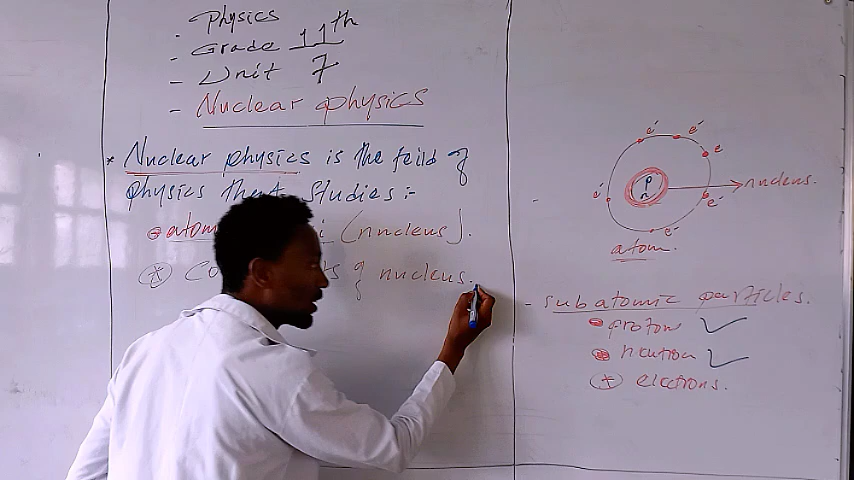 - Physics
- Grade 11th
- Unit 7
- Nuclear physics
* Nuclear physics is the feild of
physics that studies :-
atom (nucleus).
of nucleus.
e⁻ e⁻ e e⁻ e⁻ e⁻
p
n
nucleus.
atom.
- subatomic particles.
proton ✓
neutron ✓
electrons.